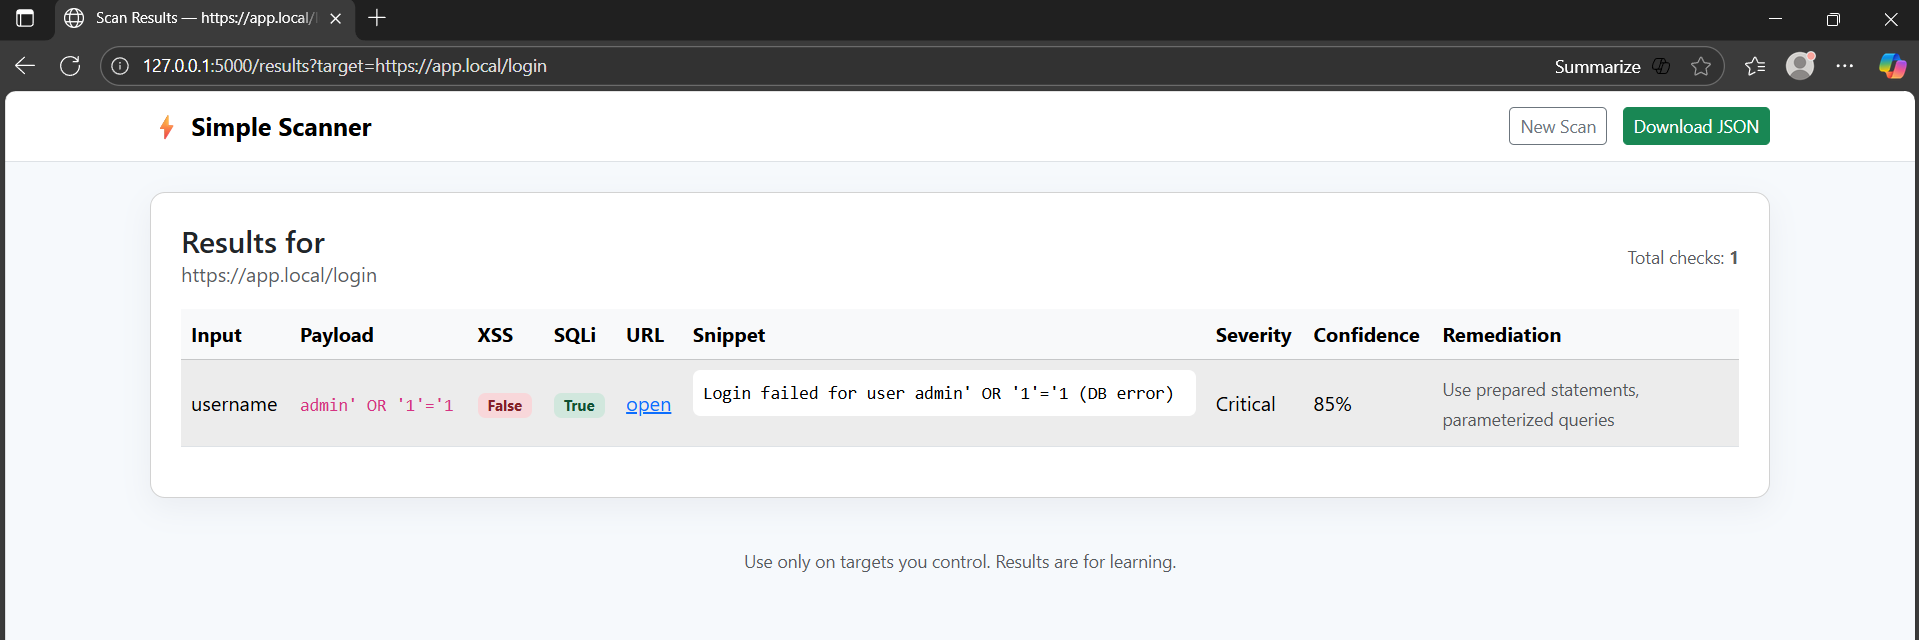 Scan Results — https://app.local/l
127.0.0.1:5000/results?target=https://app.local/login
Summarize
Simple Scanner
New Scan
Download JSON
Results for
https://app.local/login
Total checks: 1
Input Payload XSS SQLi URL Snippet Severity Confidence Remediation
username admin' OR '1'='1 False True open Login failed for user admin' OR '1'='1 (DB error) Critical 85% Use prepared statements,
parameterized queries
Use only on targets you control. Results are for learning.